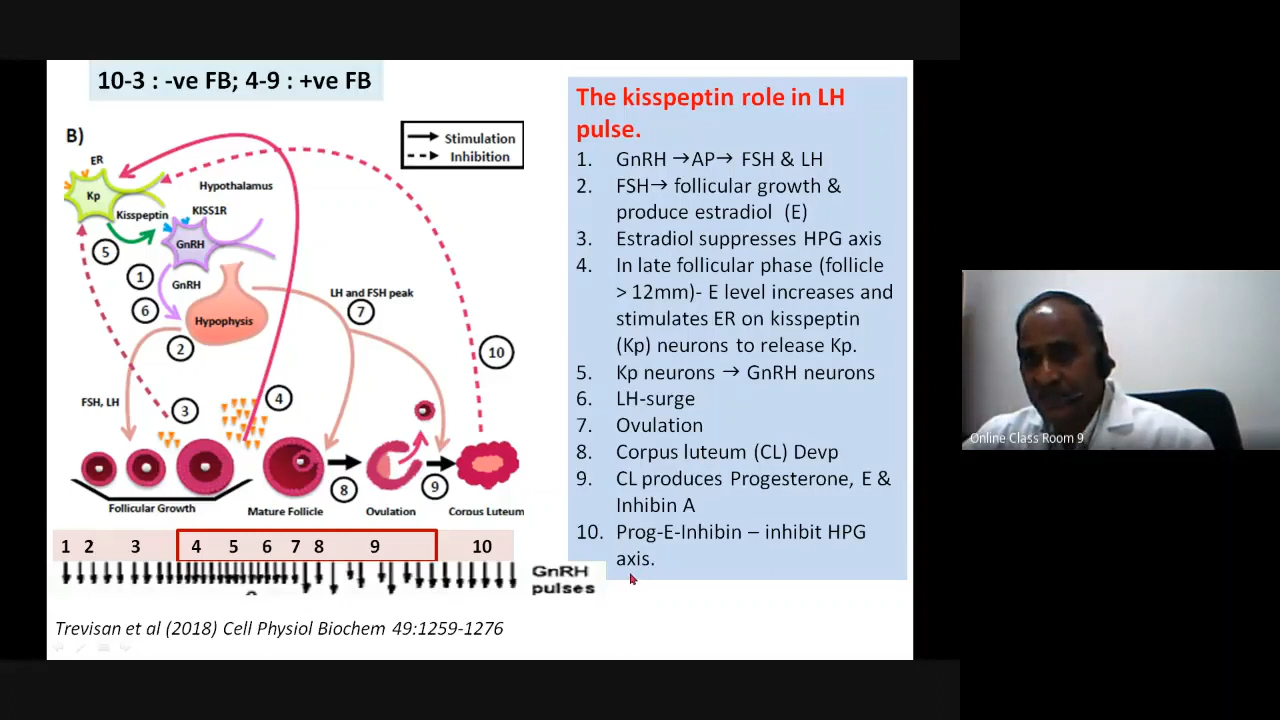 10-3 : -ve FB; 4-9 : +ve FB
B)
Stimulation
Inhibition
ER
Kp
Hypothalamus
Kisspeptin
KISS1R
GnRH
5
1
GnRH
6
Hypophysis
LH and FSH peak
7
2
10
FSH, LH
3
4
8
9
Follicular Growth
Mature Follicle
Ovulation
Corpus Luteum
1 2 3 4 5 6 7 8 9 10
GnRH
pulses
Trevisan et al (2018) Cell Physiol Biochem 49:1259-1276
The kisspeptin role in LH
pulse.
1. GnRH →AP→ FSH & LH
2. FSH→ follicular growth &
produce estradiol (E)
3. Estradiol suppresses HPG axis
4. In late follicular phase (follicle
> 12mm)- E level increases and
stimulates ER on kisspeptin
(Kp) neurons to release Kp.
5. Kp neurons → GnRH neurons
6. LH-surge
7. Ovulation
8. Corpus luteum (CL) Devp
9. CL produces Progesterone, E &
Inhibin A
10. Prog-E-Inhibin – inhibit HPG
axis.
Online Class Room 9